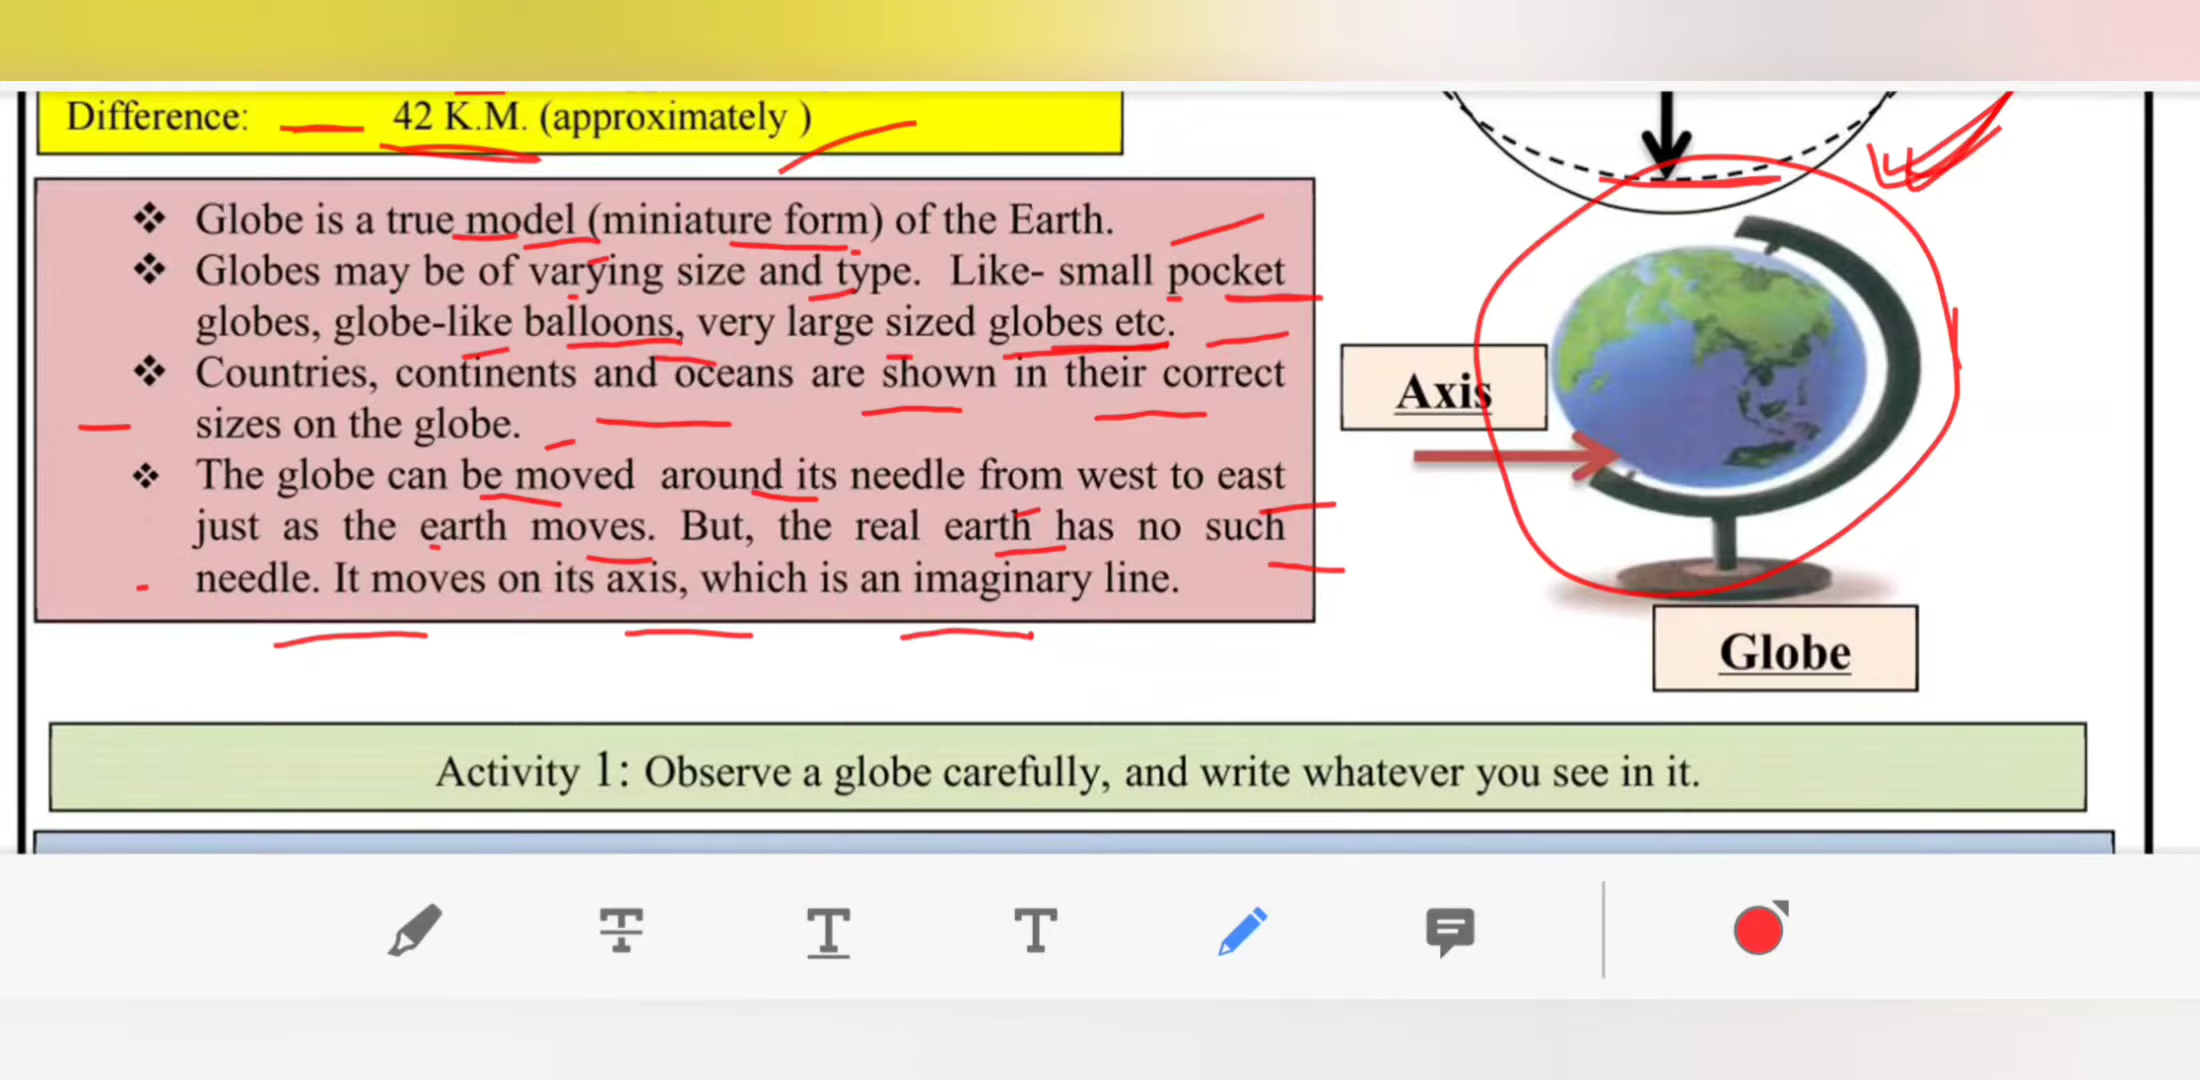 Difference: 42 K.M. (approximately )
❖ Globe is a true model (miniature form) of the Earth.
❖ Globes may be of varying size and type. Like- small pocket
globes, globe-like balloons, very large sized globes etc.
❖ Countries, continents and oceans are shown in their correct
sizes on the globe.
❖ The globe can be moved around its needle from west to east
just as the earth moves. But, the real earth has no such
needle. It moves on its axis, which is an imaginary line.
Axis
Globe
Activity 1: Observe a globe carefully, and write whatever you see in it.